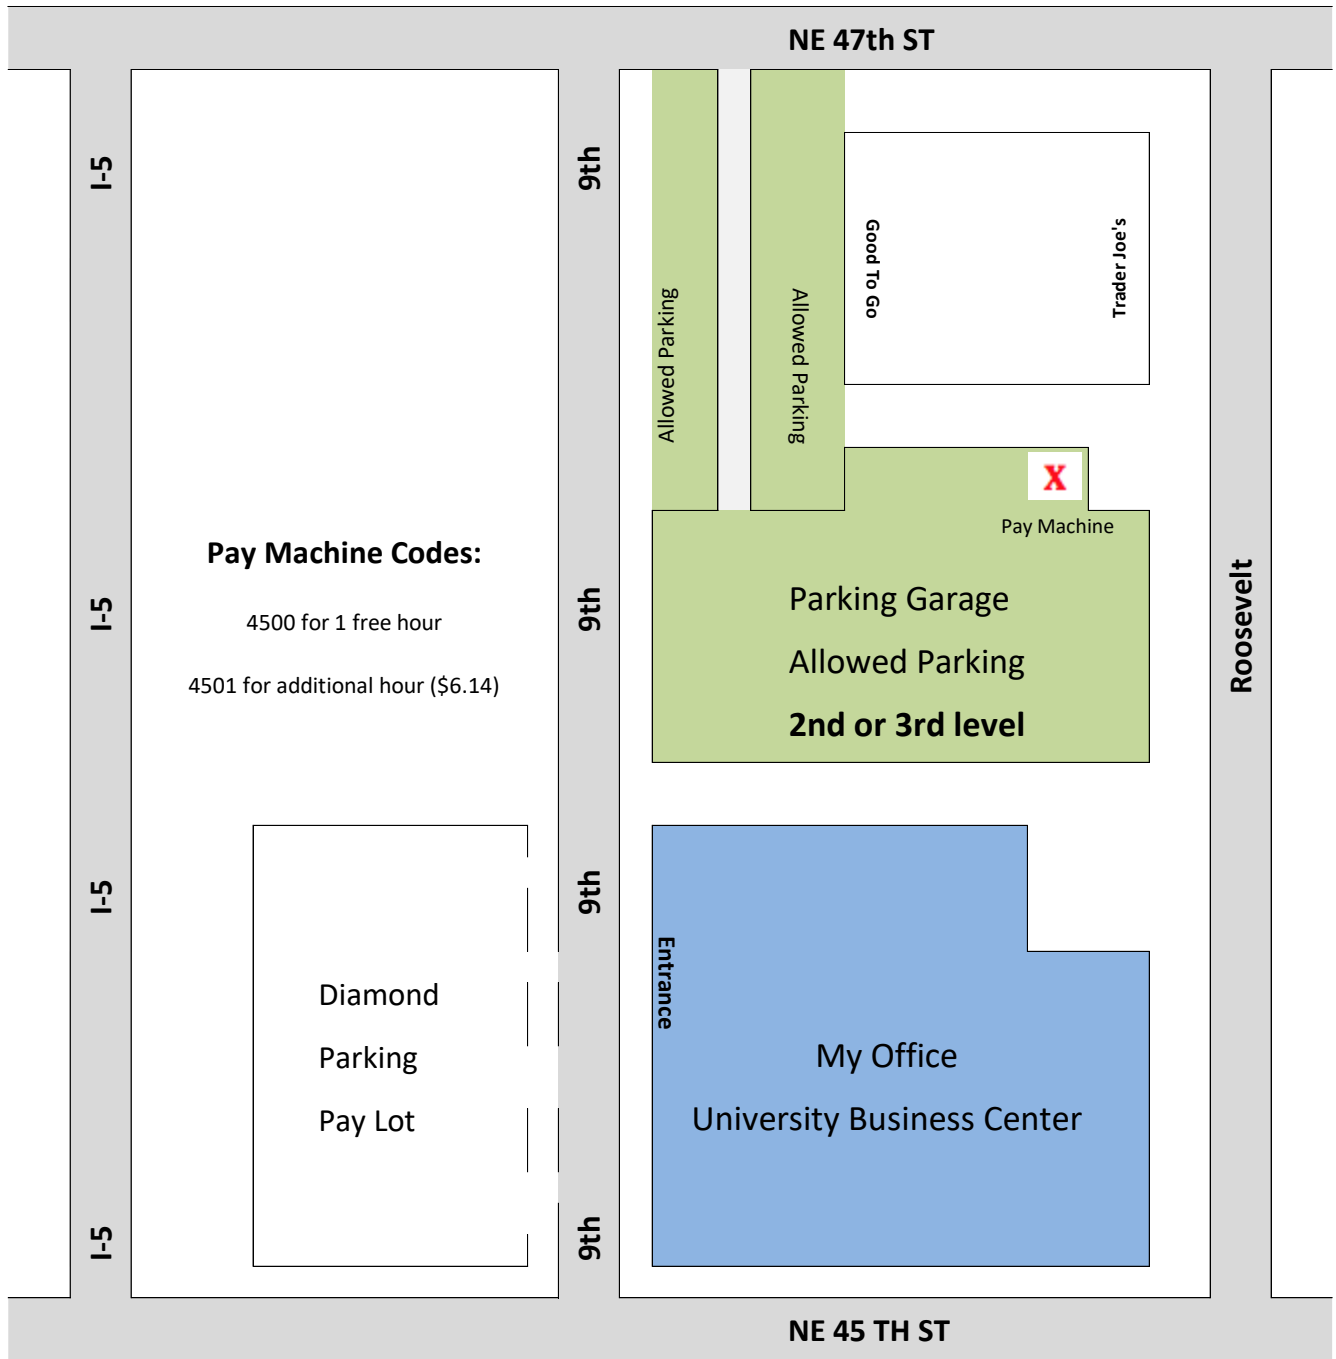 NE 47th ST
I-5
9th
Good To Go
Trader Joe's
Allowed Parking
Allowed Parking
X
Pay Machine
Pay Machine Codes:
4500 for 1 free hour
4501 for additional hour ($6.14)
I-5
9th
Parking Garage
Allowed Parking
2nd or 3rd level
Roosevelt
I-5
9th
Entrance
Diamond
Parking
Pay Lot
My Office
University Business Center
I-5
9th
NE 45 TH ST